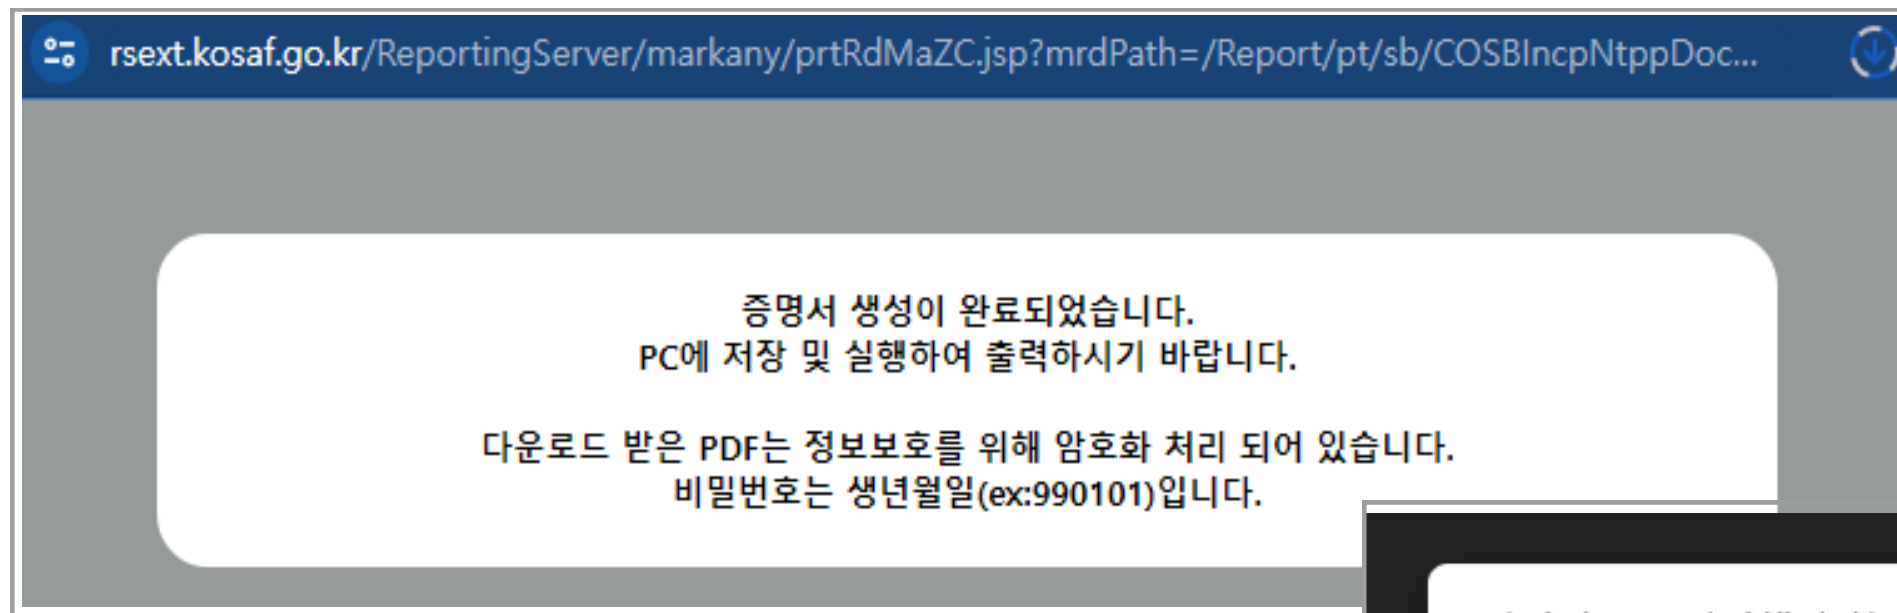 rsext.kosaf.go.kr/ReportingServer/markany/prtRdMaZC.jsp?mrdPath=/Report/pt/sb/COSBIncpNtppDoc...
증명서 생성이 완료되었습니다.
PC에 저장 및 실행하여 출력하시기 바랍니다.
다운로드 받은 PDF는 정보보호를 위해 암호화 처리 되어 있습니다.
비밀번호는 생년월일(ex:990101)입니다.